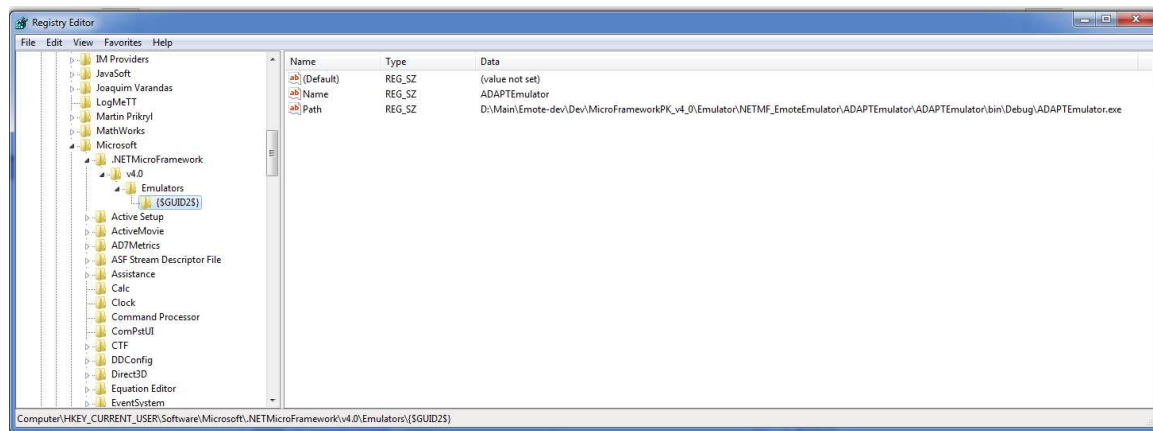 Registry Editor
File Edit View Favorites Help
IM Providers
JavaSoft
Joaquim Varandas
LogMeTT
Martin Prikryl
MathWorks
Microsoft
.NETMicroFramework
v4.0
Emulators
{$GUID2$}
Active Setup
ActiveMovie
AD7Metrics
ASF Stream Descriptor File
Assistance
Calc
Clock
Command Processor
ComPstUI
CTF
DDConfig
Direct3D
Equation Editor
EventSystem
Name Type Data
(Default) REG_SZ (value not set)
Name REG_SZ ADAPTEmulator
Path REG_SZ D:\Main\Emote-dev\Dev\MicroFrameworkPK_v4_0\Emulator\NETMF_EmoteEmulator\ADAPTEmulator\ADAPTEmulator\bin\Debug\ADAPTEmulator.exe
Computer\HKEY_CURRENT_USER\Software\Microsoft\.NETMicroFramework\v4.0\Emulators\{$GUID2$}